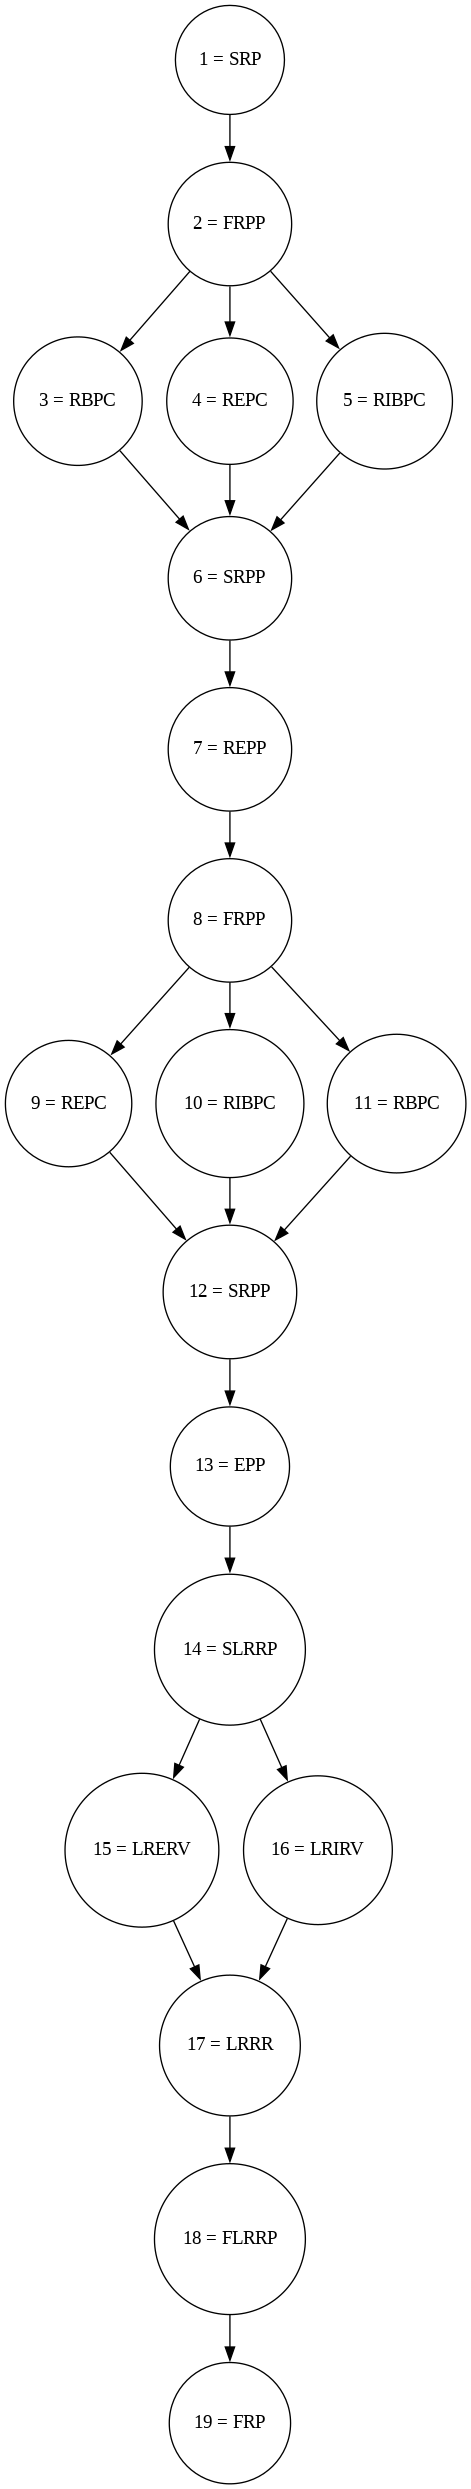 1 = SRP
2 = FRPP
3 = RBPC
4 = REPC
5 = RIBPC
6 = SRPP
7 = REPP
8 = FRPP
9 = REPC
10 = RIBPC
11 = RBPC
12 = SRPP
13 = EPP
14 = SLRRP
15 = LRERV
16 = LRIRV
17 = LRRR
18 = FLRRP
19 = FRP